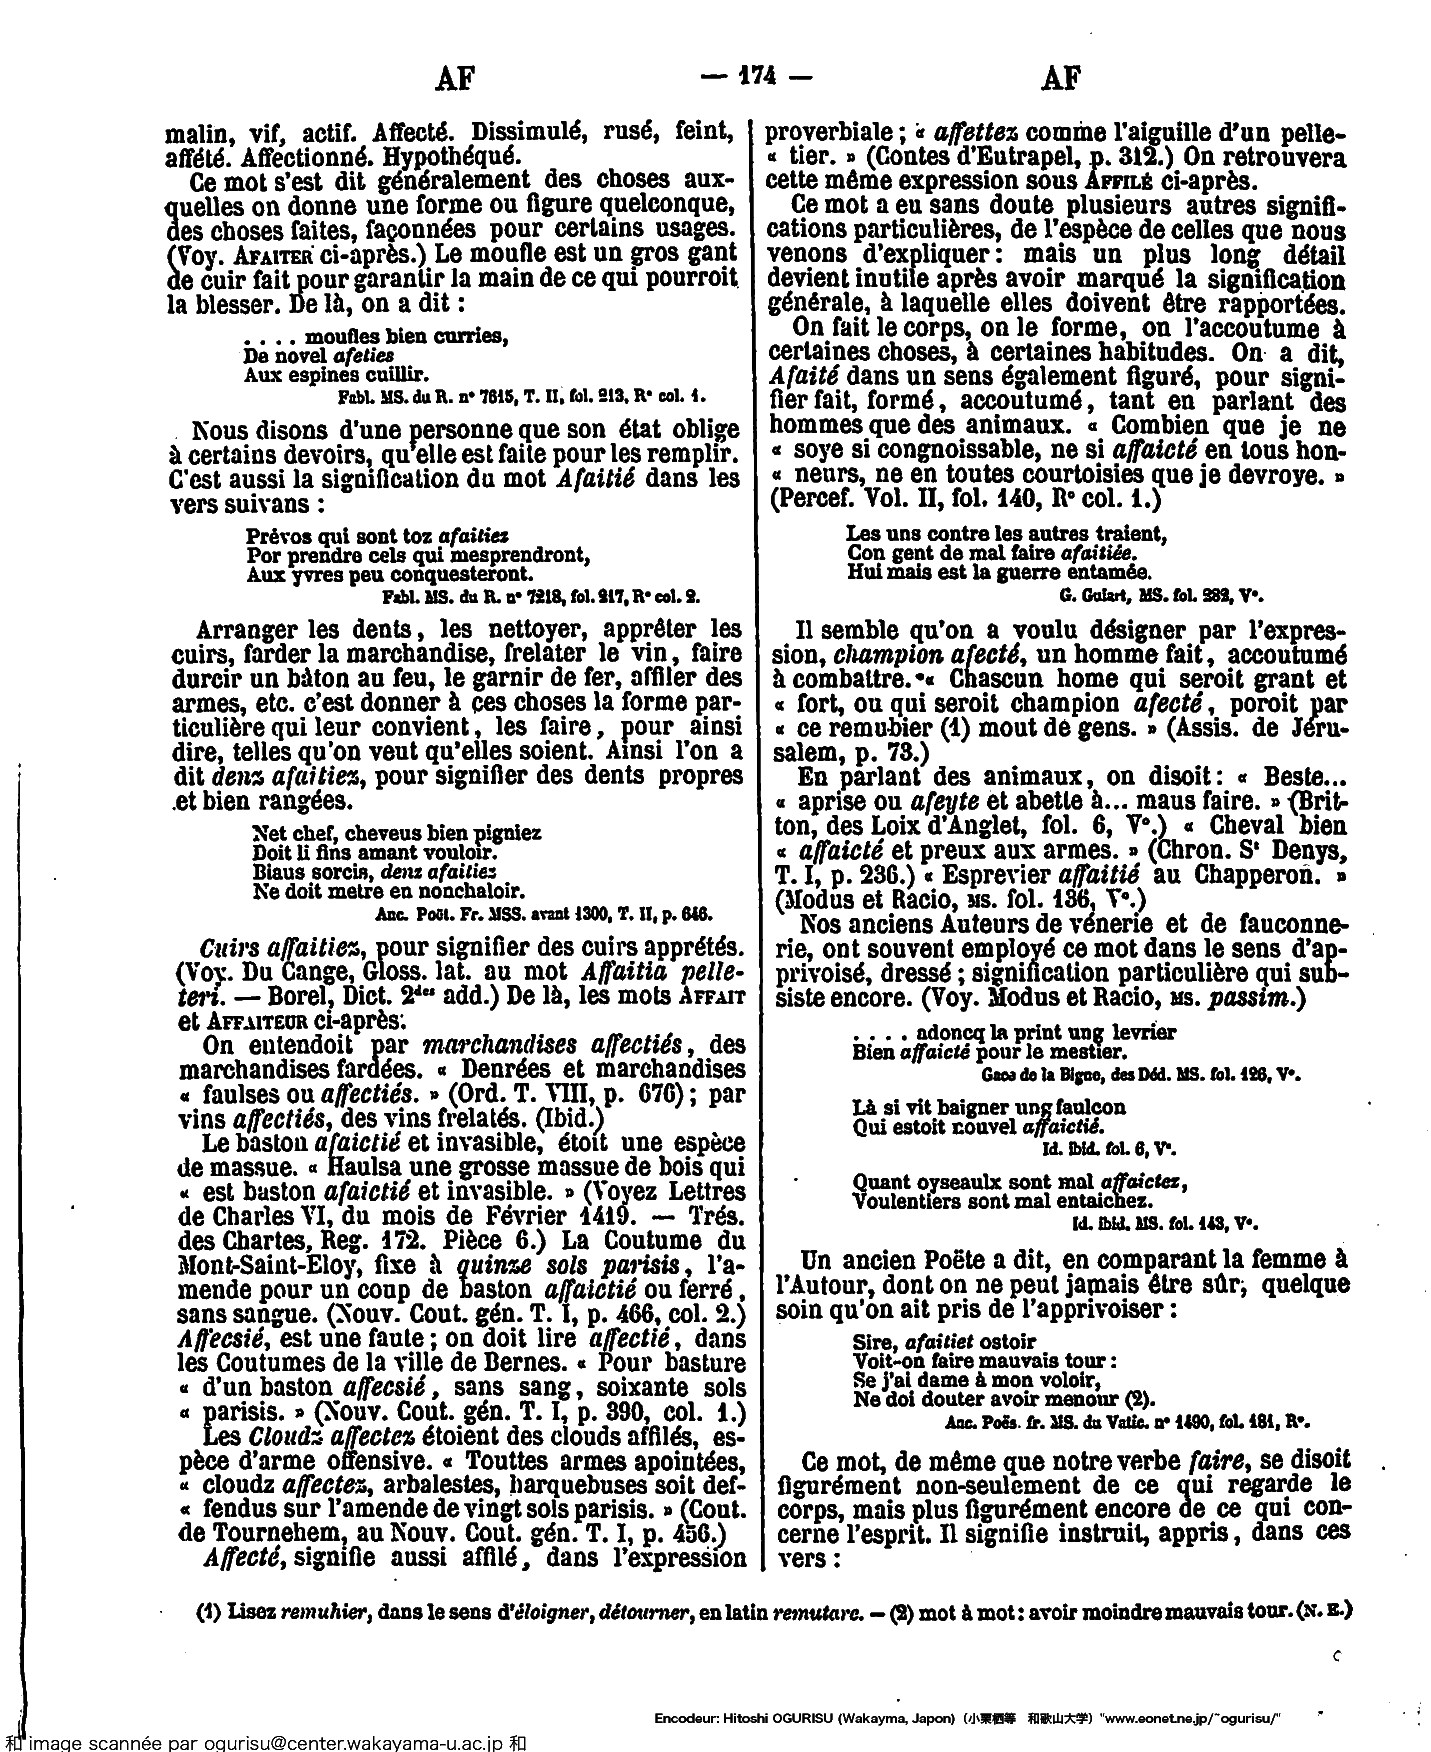 AF
— 174 —
AF
malin, vif, actif. Affecté. Dissimulé, rusé, feint,
affété. Affectionné. Hypothéqué.
Ce mot s'est dit généralement des choses aux-
quelles on donne une forme ou figure quelconque,
des choses faites, façonnées pour certains usages.
(Voy. AFAITER ci-après.) Le moufle est un gros gant
de cuir fait pour garantir la main de ce qui pourroit
la blesser. De là, on a dit :
. . . . moufles bien curries,
De novel afeties
Aux espines cuillir.
Fabl. MS. du R. n° 7615, T. II, fol. 213, R° col. 1.
Nous disons d'une personne que son état oblige
à certains devoirs, qu'elle est faite pour les remplir.
C'est aussi la signification du mot Afaitié dans les
vers suivans :
Prévos qui sont toz afaitiez
Por prendre cels qui mesprendront,
Aux yvres peu conquesteront.
Fabl. MS. du R. n° 7218, fol. 217, R° col. 2.
Arranger les dents, les nettoyer, apprêter les
cuirs, farder la marchandise, frelater le vin, faire
durcir un bâton au feu, le garnir de fer, affiler des
armes, etc. c'est donner à ces choses la forme par-
ticulière qui leur convient, les faire, pour ainsi
dire, telles qu'on veut qu'elles soient. Ainsi l'on a
dit denz afaitiez, pour signifier des dents propres
et bien rangées.
Net chef, cheveus bien pigniez
Doit li fins amant vouloir.
Biaus sorcis, denz afaitiez
Ne doit metre en nonchaloir.
Anc. Poët. Fr. MSS. avant 1300, T. II, p. 646.
Cuirs affaitiez, pour signifier des cuirs apprétés.
(Voy. Du Cange, Gloss. lat. au mot Affaitia pelle-
teri. — Borel, Dict. 2des add.) De là, les mots AFFAIT
et AFFAITEUR ci-après.
On entendoit par marchandises affectiés, des
marchandises fardées. « Denrées et marchandises
« faulses ou affectiés. » (Ord. T. VIII, p. 676) ; par
vins affectiés, des vins frelatés. (Ibid.)
Le baston afaictié et invasible, étoit une espèce
de massue. « Haulsa une grosse massue de bois qui
« est baston afaictié et invasible. » (Voyez Lettres
de Charles VI, du mois de Février 1419. — Trés.
des Chartes, Reg. 172. Pièce 6.) La Coutume du
Mont-Saint-Eloy, fixe à quinze sols parisis, l'a-
mende pour un coup de baston affaictié ou ferré,
sans sangue. (Nouv. Cout. gén. T. I, p. 466, col. 2.)
Affecsié, est une faute ; on doit lire affectié, dans
les Coutumes de la ville de Bernes. « Pour basture
« d'un baston affecsié, sans sang, soixante sols
« parisis. » (Nouv. Cout. gén. T. I, p. 390, col. 1.)
Les Cloudz affectez étoient des clouds affilés, es-
pèce d'arme offensive. « Touttes armes apointées,
« cloudz affectez, arbalestes, harquebuses soit def-
« fendus sur l'amende de vingt sols parisis. » (Cout.
de Tournehem, au Nouv. Cout. gén. T. I, p. 456.)
Affecté, signifie aussi affilé, dans l'expression
proverbiale ; « affettez comme l'aiguille d'un pelle-
« tier. » (Contes d'Eutrapel, p. 312.) On retrouvera
cette même expression sous AFFILÉ ci-après.
Ce mot a eu sans doute plusieurs autres signifi-
cations particulières, de l'espèce de celles que nous
venons d'expliquer : mais un plus long détail
devient inutile après avoir marqué la signification
générale, à laquelle elles doivent être rapportées.
On fait le corps, on le forme, on l'accoutume à
certaines choses, à certaines habitudes. On a dit,
Afaité dans un sens également figuré, pour signi-
fier fait, formé, accoutumé, tant en parlant des
hommes que des animaux. « Combien que je ne
« soye si congnoissable, ne si affaicté en tous hon-
« neurs, ne en toutes courtoisies que je devroye. »
(Percef. Vol. II, fol. 140, R° col. 1.)
Les uns contre les autres traient,
Con gent de mal faire afaitiée.
Hui mais est la guerre entamée.
G. Guiart, MS. fol. 282, V°.
Il semble qu'on a voulu désigner par l'expres-
sion, champion afecté, un homme fait, accoutumé
à combattre. « Chascun home qui seroit grant et
« fort, ou qui seroit champion afecté, poroit par
« ce remubier (1) mout de gens. » (Assis. de Jéru-
salem, p. 73.)
En parlant des animaux, on disoit : « Beste...
« aprise ou afeyte et abette à... maus faire. » (Brit-
ton, des Loix d'Anglet, fol. 6, V°.) « Cheval bien
« affaicté et preux aux armes. » (Chron. St Denys,
T. I, p. 236.) « Esprevier affaitié au Chapperon. »
(Modus et Racio, MS. fol. 136, V°.)
Nos anciens Auteurs de vénerie et de fauconne-
rie, ont souvent employé ce mot dans le sens d'ap-
privoisé, dressé ; signification particulière qui sub-
siste encore. (Voy. Modus et Racio, MS. passim.)
. . . . adoncq la print ung levrier
Bien affaicté pour le mestier.
Gace de la Bigne, des Déd. MS. fol. 126, V°.
Là si vit baigner ung faulcon
Qui estoit nouvel affaictié.
Id. ibid. fol. 6, V°.
Quant oyseaulx sont mal affaictez,
Voulentiers sont mal entaichez.
Id. ibid. MS. fol. 143, V°.
Un ancien Poëte a dit, en comparant la femme à
l'Autour, dont on ne peut jamais être sûr, quelque
soin qu'on ait pris de l'apprivoiser :
Sire, afaitiet ostoir
Voit-on faire mauvais tour :
Se j'ai dame à mon voloir,
Ne doi douter avoir menour (2).
Anc. Poës. fr. MS. du Vatic. n° 1490, fol. 181, R°.
Ce mot, de même que notre verbe faire, se disoit
figurément non-seulement de ce qui regarde le
corps, mais plus figurément encore de ce qui con-
cerne l'esprit. Il signifie instruit, appris, dans ces
vers :
(1) Lisez remuhier, dans le sens d'éloigner, détourner, en latin remutare. — (2) mot à mot : avoir moindre mauvais tour. (N. E.)
Encodeur: Hitoshi OGURISU (Wakayma, Japon) (小栗栖等 和歌山大学) "www.eonet.ne.jp/~ogurisu/"
和 image scannée par ogurisu@center.wakayama-u.ac.jp 和